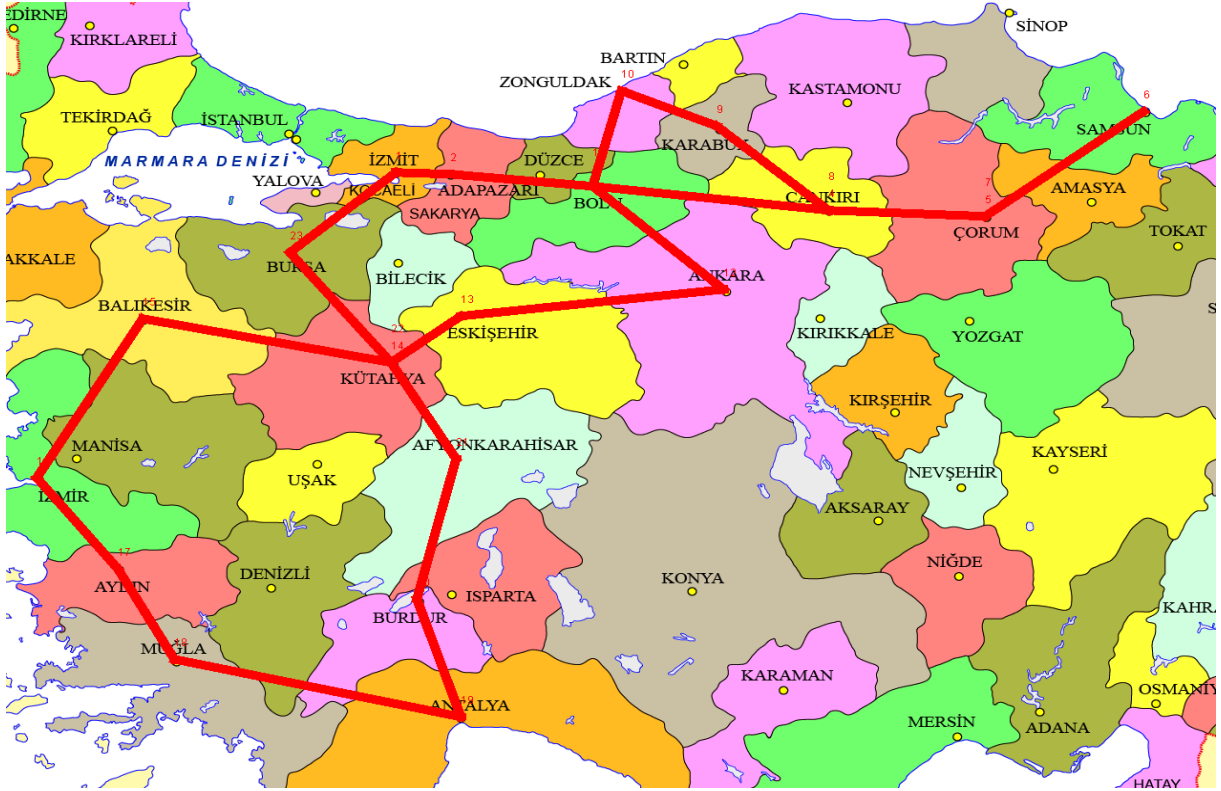 EDİRNE
KIRKLARELİ
SİNOP
BARTIN
10
ZONGULDAK
KASTAMONU
6
TEKİRDAĞ
İSTANBUL
9
SAMSUN
KARABÜK
MARMARA DENİZİ
İZMİT
2
DÜZCE
8
7
YALOVA
KOCAELİ
ADAPAZARI
BOLU
ÇANKIRI
5
AMASYA
SAKARYA
ÇORUM
TOKAT
23
AKKALE
BURSA
BİLECİK
ANKARA
15
13
BALIKESİR
22
ESKİŞEHİR
KIRIKKALE
YOZGAT
14
KÜTAHYA
KIRŞEHİR
MANİSA
AFYONKARAHİSAR
UŞAK
NEVŞEHİR
KAYSERİ
İZMİR
AKSARAY
17
AYDIN
DENİZLİ
ISPARTA
KONYA
NİĞDE
BURDUR
KAHRA
MUĞLA
KARAMAN
19
ANTALYA
OSMANİY
MERSİN
ADANA
HATAY